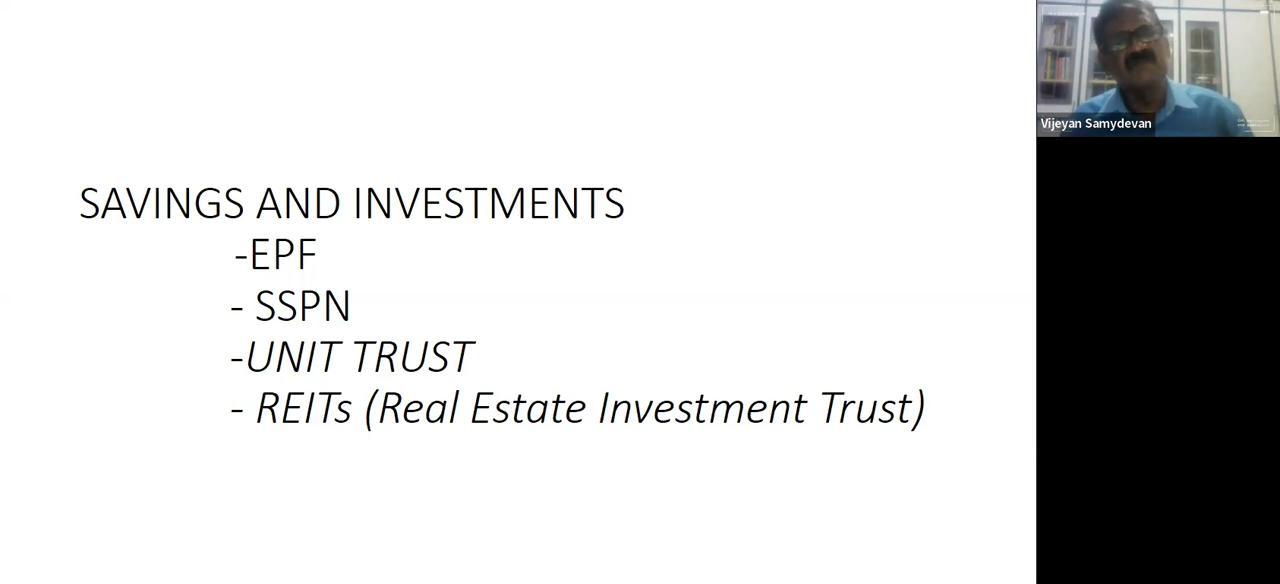 SAVINGS AND INVESTMENTS
-EPF
- SSPN
-UNIT TRUST
- REITs (Real Estate Investment Trust)
Vijeyan Samydevan